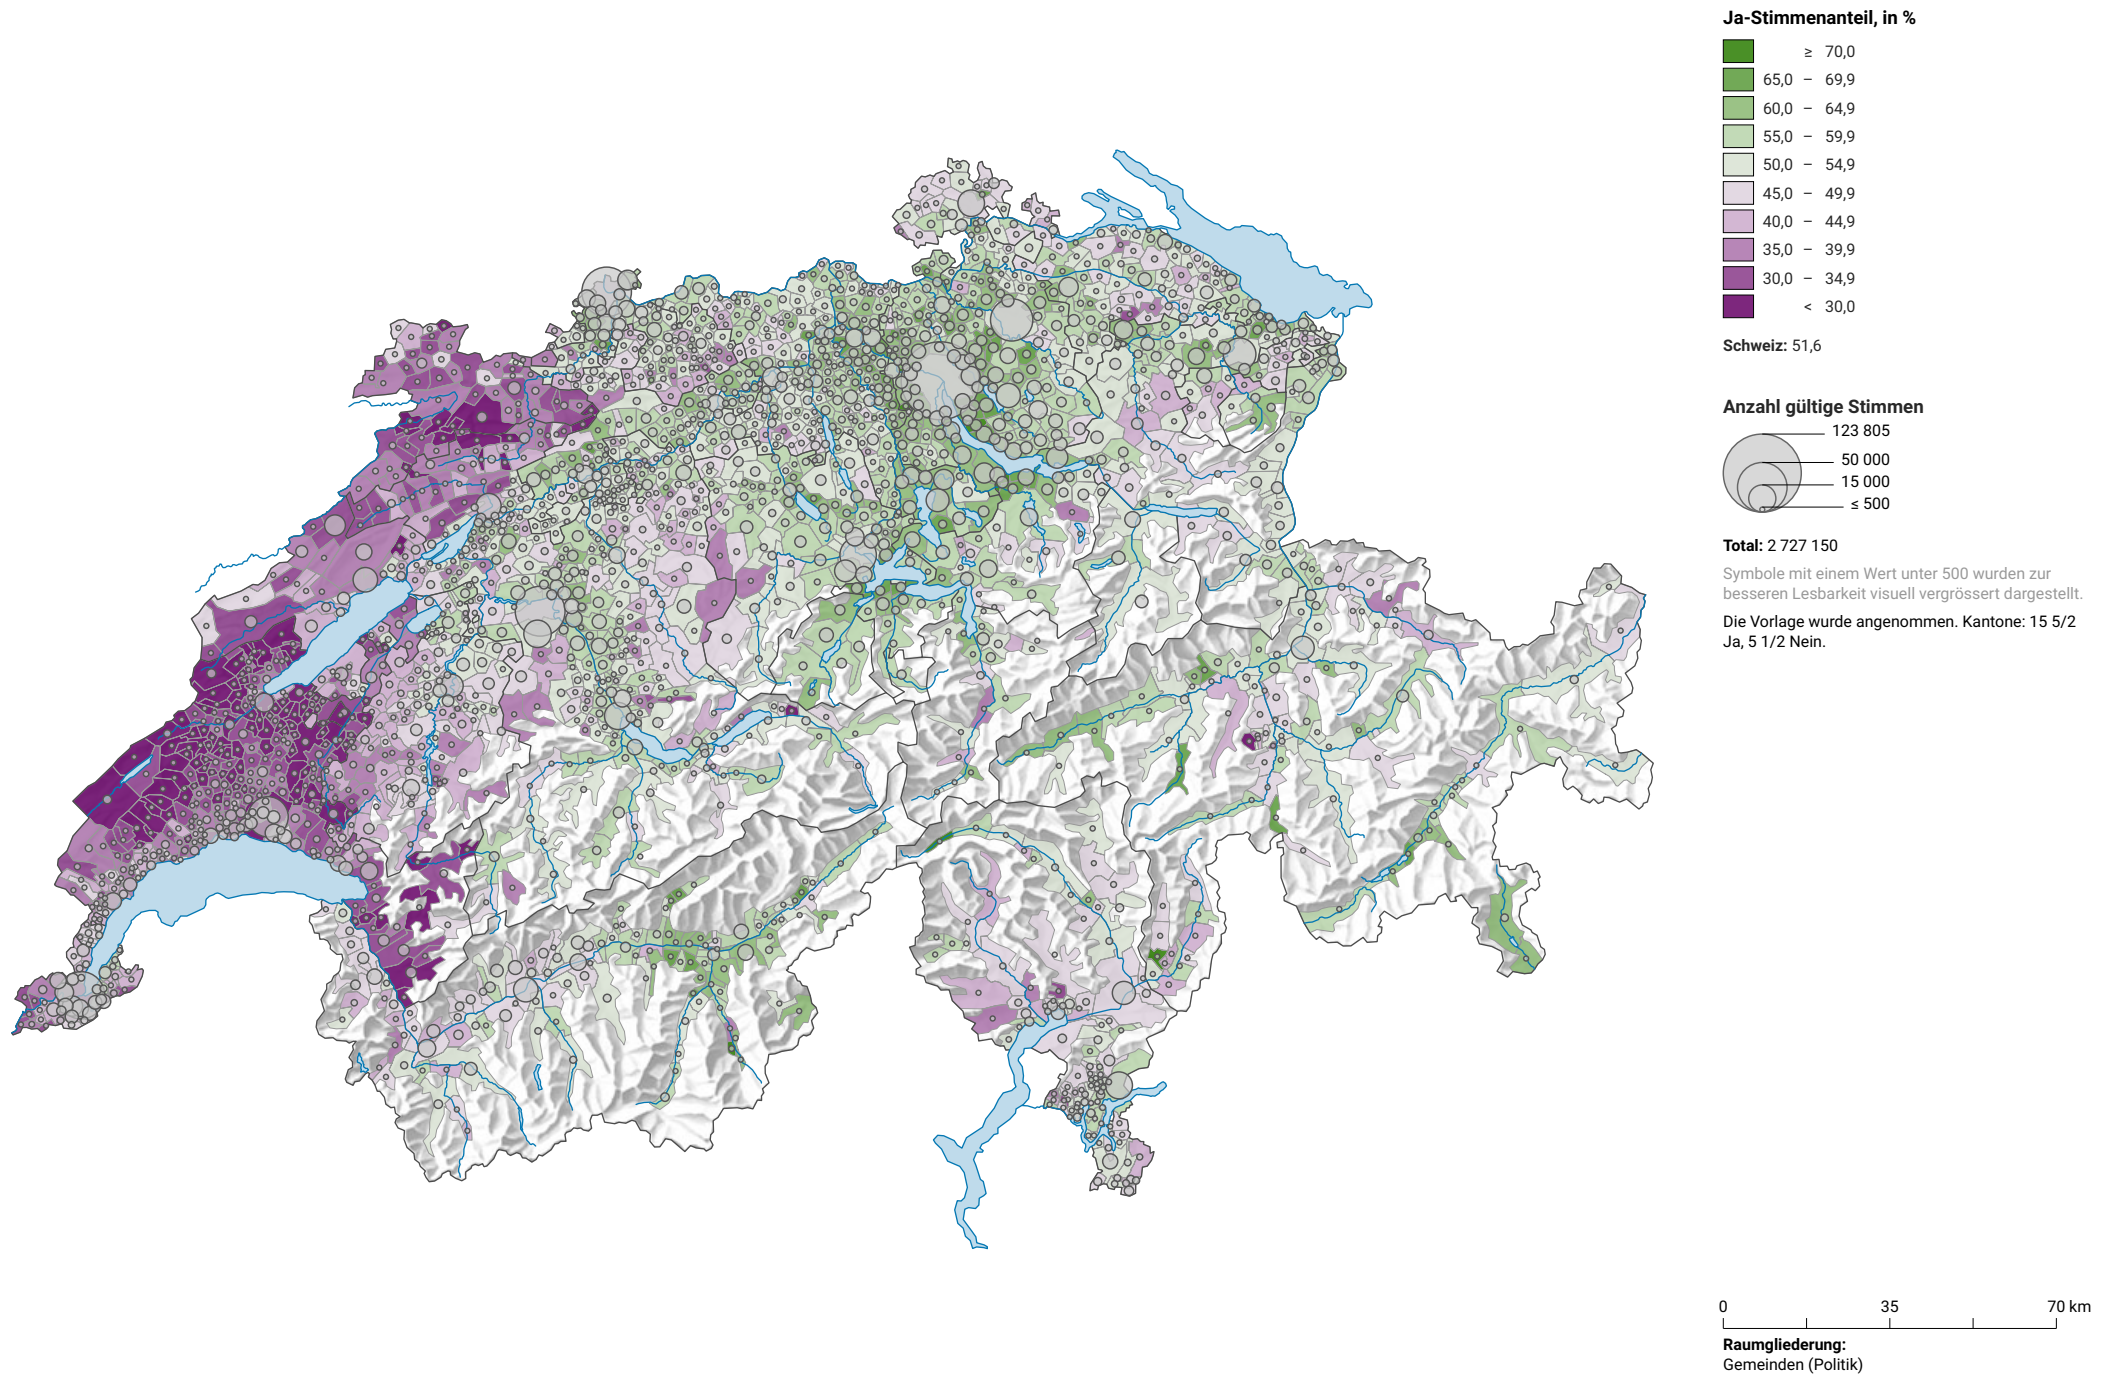 Ja-Stimmenanteil, in %
≥ 70,0
65,0 – 69,9
60,0 – 64,9
55,0 – 59,9
50,0 – 54,9
45,0 – 49,9
40,0 – 44,9
35,0 – 39,9
30,0 – 34,9
< 30,0
Schweiz: 51,6
Anzahl gültige Stimmen
123 805
50 000
15 000
≤ 500
Total: 2 727 150
Symbole mit einem Wert unter 500 wurden zur
besseren Lesbarkeit visuell vergrössert dargestellt.
Die Vorlage wurde angenommen. Kantone: 15 5/2
Ja, 5 1/2 Nein.
0 35 70 km
Raumgliederung:
Gemeinden (Politik)